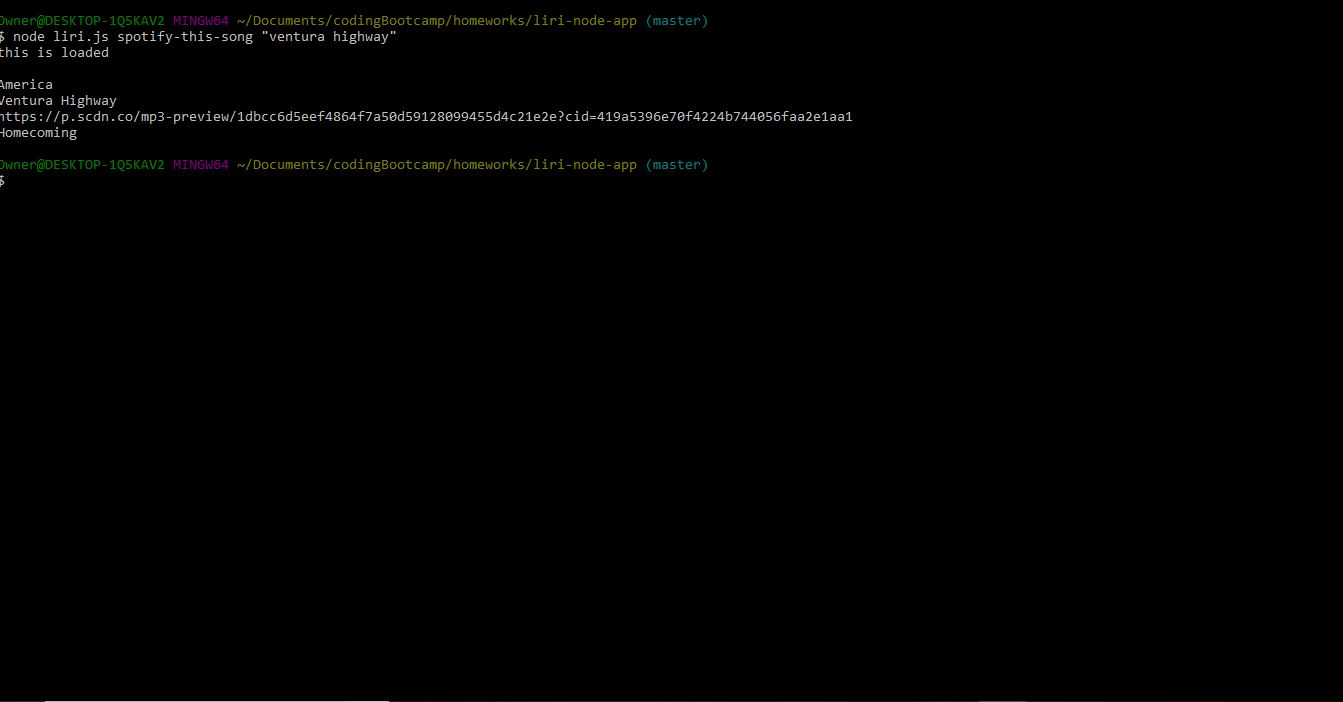 Owner@DESKTOP-1Q5KAV2 MINGW64 ~/Documents/codingBootcamp/homeworks/liri-node-app (master)
$ node liri.js spotify-this-song "ventura highway"
this is loaded
America
Ventura Highway
https://p.scdn.co/mp3-preview/1dbcc6d5eef4864f7a50d59128099455d4c21e2e?cid=419a5396e70f4224b744056faa2e1aa1
Homecoming
Owner@DESKTOP-1Q5KAV2 MINGW64 ~/Documents/codingBootcamp/homeworks/liri-node-app (master)
$